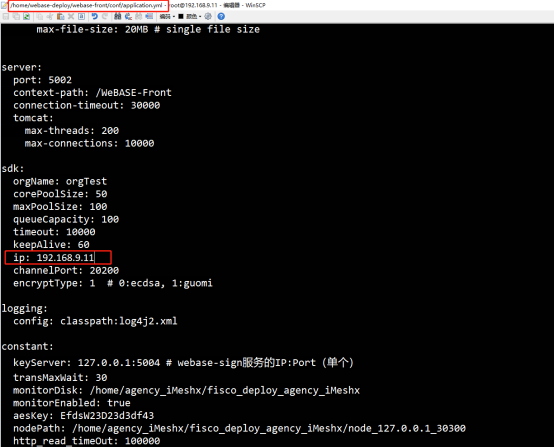 /home/webase-deploy/webase-front/conf/application.yml - root@192.168.9.11 - 编辑器 - WinSCP
编码 颜色
max-file-size: 20MB # single file size
server:
port: 5002
context-path: /WeBASE-Front
connection-timeout: 30000
tomcat:
max-threads: 200
max-connections: 10000
sdk:
orgName: orgTest
corePoolSize: 50
maxPoolSize: 100
queueCapacity: 100
timeout: 10000
keepAlive: 60
ip: 192.168.9.11
channelPort: 20200
encryptType: 1 # 0:ecdsa, 1:guomi
logging:
config: classpath:log4j2.xml
constant:
keyServer: 127.0.0.1:5004 # webase-sign服务的IP:Port（单个）
transMaxWait: 30
monitorDisk: /home/agency_iMeshx/fisco_deploy_agency_iMeshx
monitorEnabled: true
aesKey: EfdsW23D23d3df43
nodePath: /home/agency_iMeshx/fisco_deploy_agency_iMeshx/node_127.0.0.1_30300
http_read_timeOut: 100000